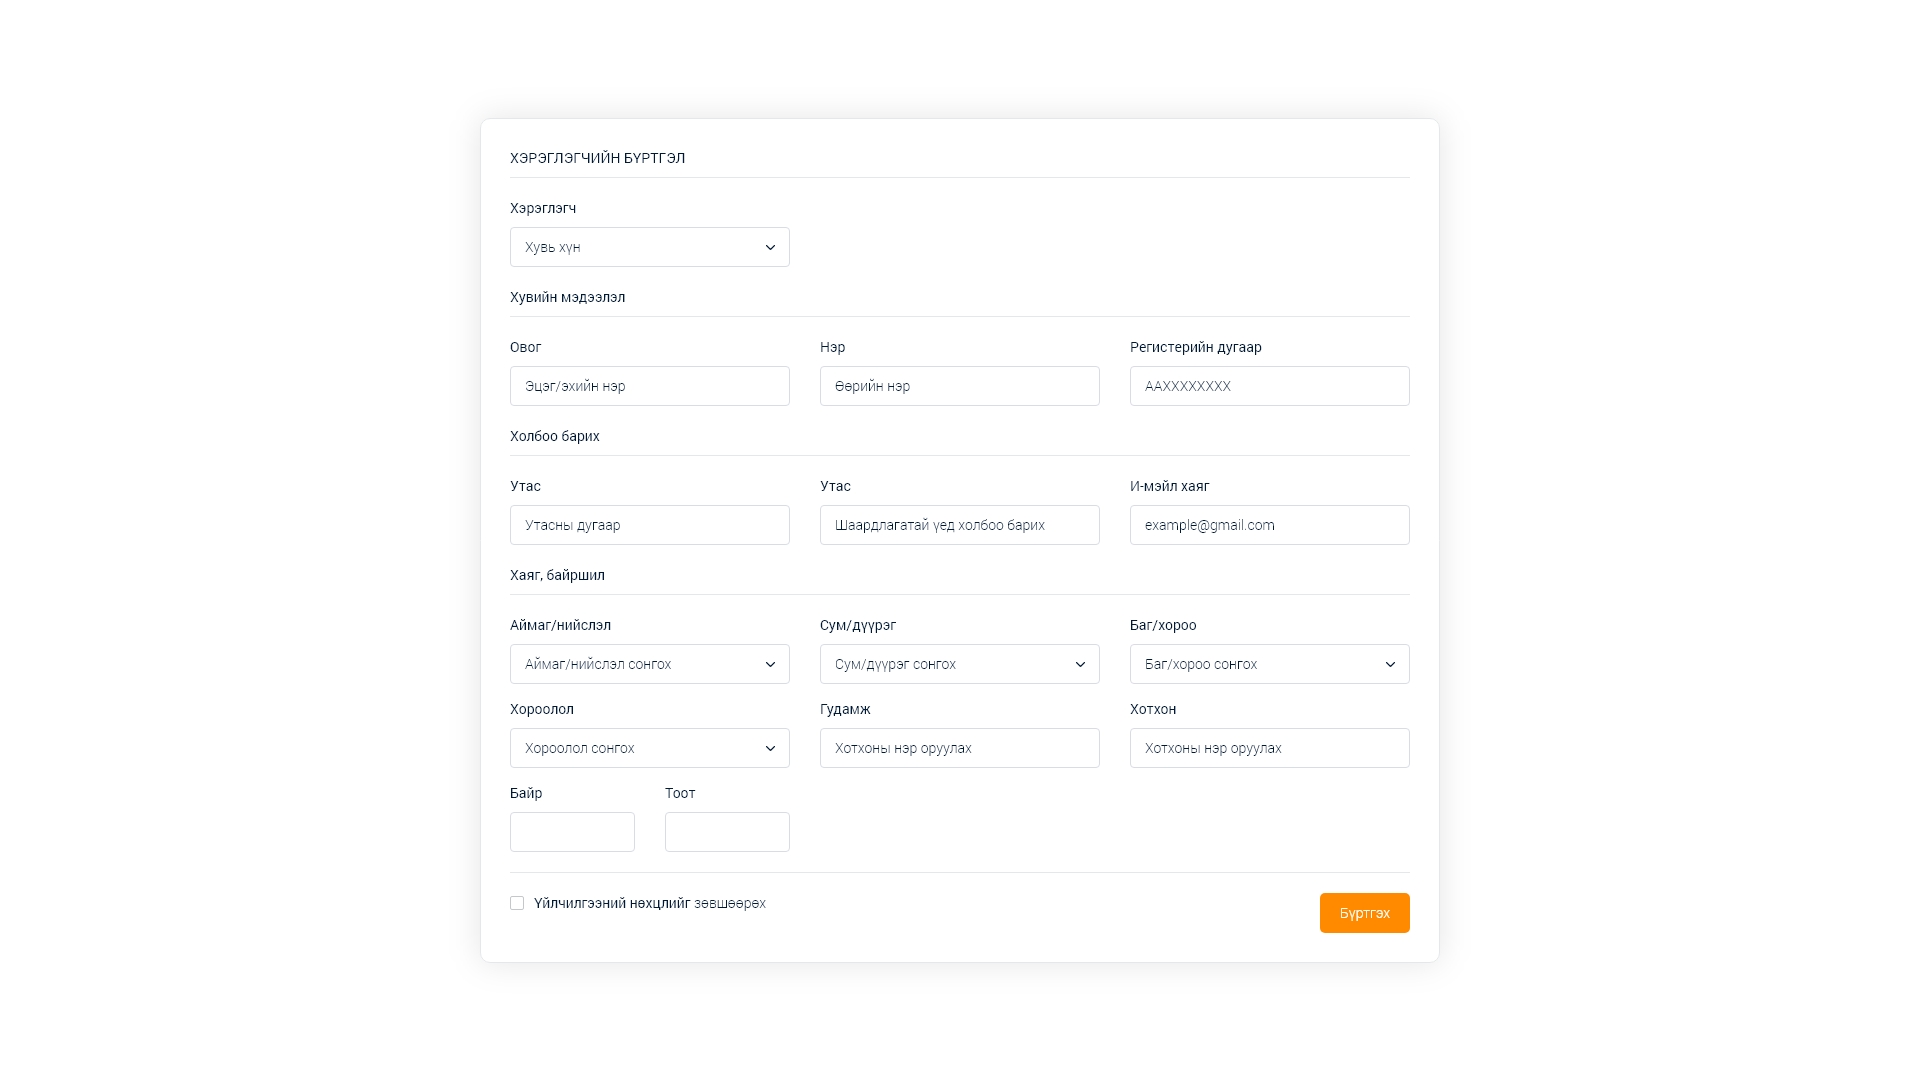 ХЭРЭГЛЭГЧИЙН БҮРТГЭЛ
Хэрэглэгч
Хувь хүн
Хувийн мэдээлэл
Овог Нэр Регистерийн дугаар
Эцэг/эхийн нэр Өөрийн нэр ААХХХХХХХХ
Холбоо барих
Утас Утас И-мэйл хаяг
Утасны дугаар Шаардлагатай үед холбоо барих example@gmail.com
Хаяг, байршил
Аймаг/нийслэл Сум/дүүрэг Баг/хороо
Аймаг/нийслэл сонгох Сум/дүүрэг сонгох Баг/хороо сонгох
Хороолол Гудамж Хотхон
Хороолол сонгох Хотхоны нэр оруулах Хотхоны нэр оруулах
Байр Тоот
Үйлчилгээний нөхцлийг зөвшөөрөх Бүртгэх